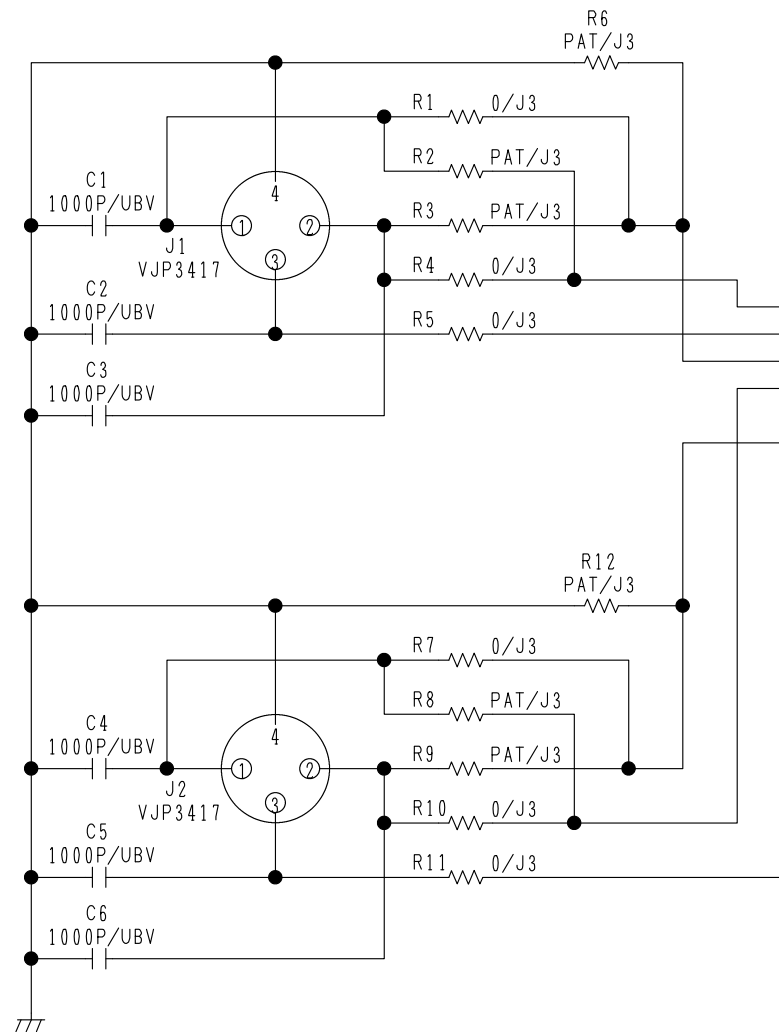 R6
PAT/J3
R1 0/J3
R2 PAT/J3
C1
1000P/UBV
4
1 2
R3 PAT/J3
J1
VJP3417
3
R4 0/J3
C2
1000P/UBV
R5 0/J3
C3
1000P/UBV
R12
PAT/J3
R7 0/J3
R8 PAT/J3
C4
1000P/UBV
4
1 2
R9 PAT/J3
J2
VJP3417
3
R10 0/J3
C5
1000P/UBV
R11 0/J3
C6
1000P/UBV